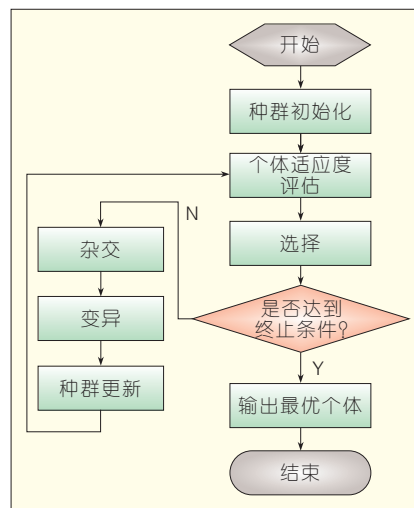 开始
种群初始化
个体适应度
评估
选择
是否达到
终止条件?
N
杂交
变异
种群更新
Y
输出最优个体
结束